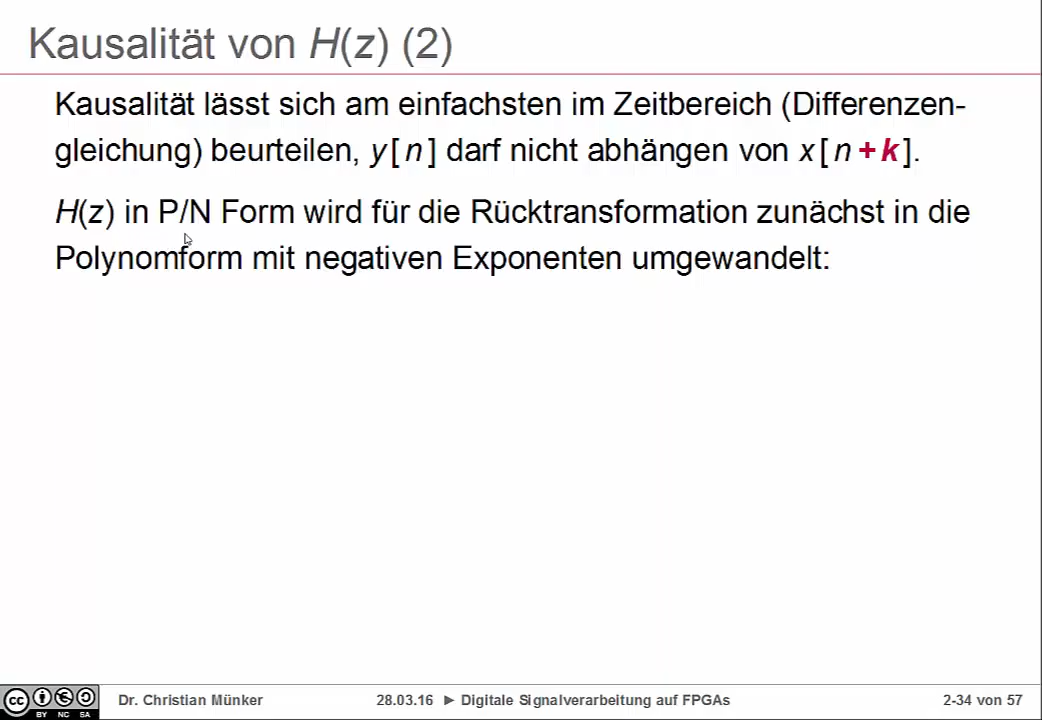 Kausalität von H(z) (2)
Kausalität lässt sich am einfachsten im Zeitbereich (Differenzen-
gleichung) beurteilen, y[n] darf nicht abhängen von x[n+k].
H(z) in P/N Form wird für die Rücktransformation zunächst in die
Polynomform mit negativen Exponenten umgewandelt:
cc BY NC SA
Dr. Christian Münker
28.03.16 ► Digitale Signalverarbeitung auf FPGAs
2-34 von 57